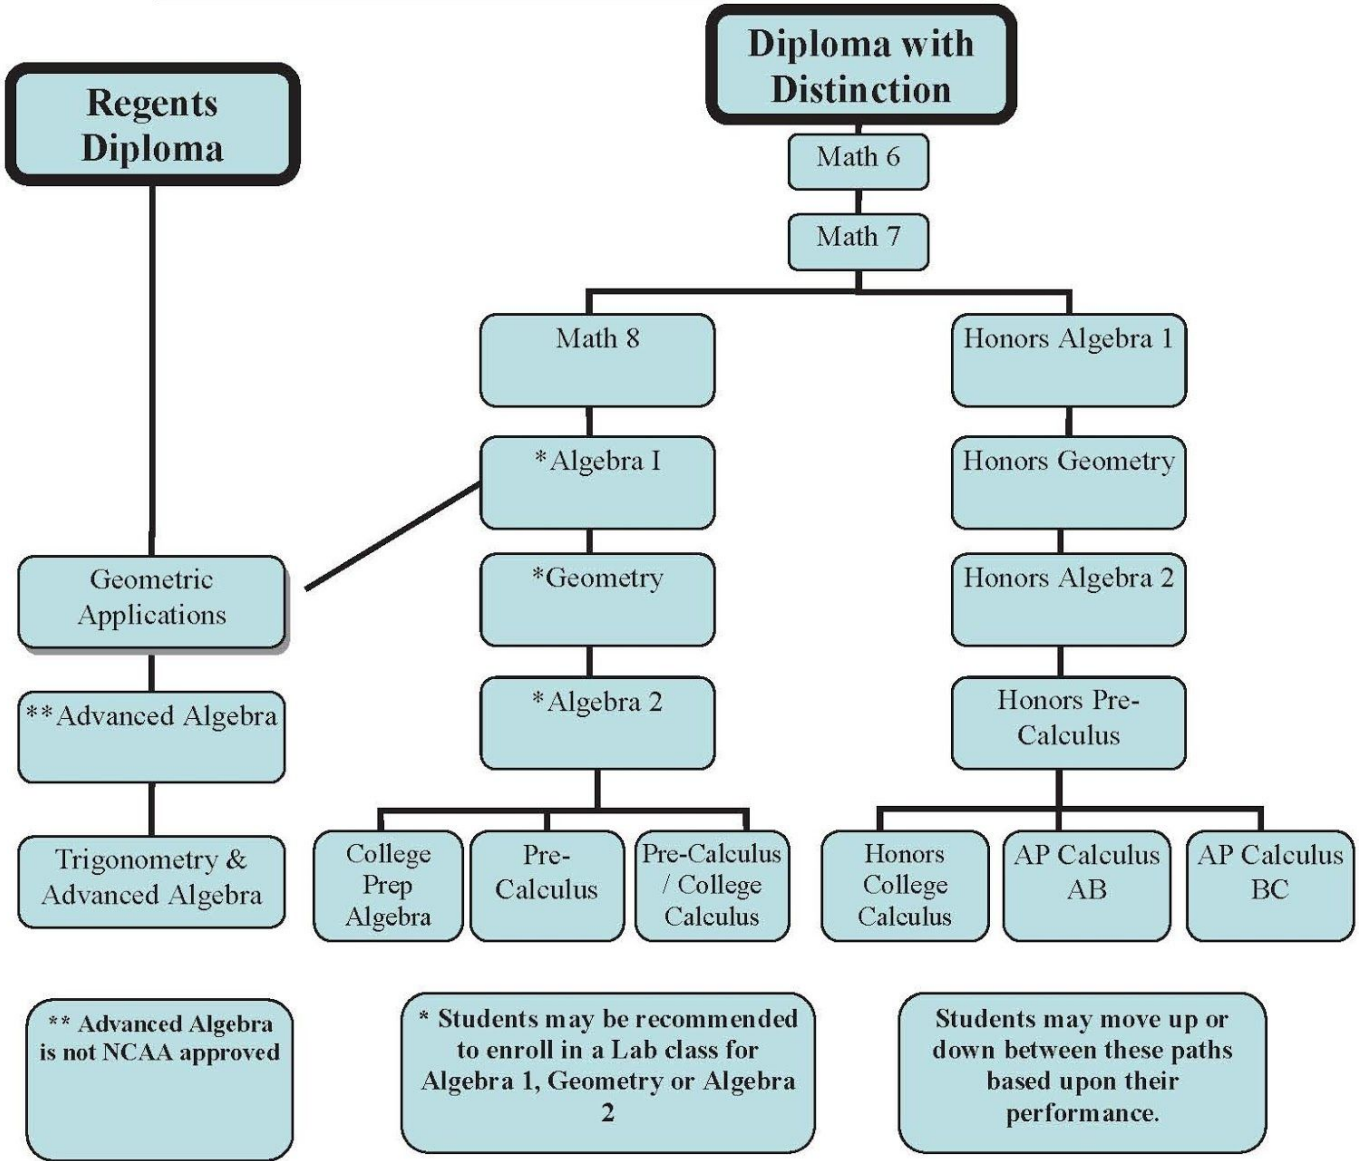 Diploma with
Distinction
Regents
Diploma
Math 6
Math 7
Math 8
Honors Algebra 1
*Algebra I
Honors Geometry
Geometric
Applications
*Geometry
Honors Algebra 2
**Advanced Algebra
*Algebra 2
Honors Pre-
Calculus
Trigonometry &
Advanced Algebra
College
Prep
Algebra
Pre-
Calculus
Pre-Calculus
/ College
Calculus
Honors
College
Calculus
AP Calculus
AB
AP Calculus
BC
** Advanced Algebra
is not NCAA approved
* Students may be recommended
to enroll in a Lab class for
Algebra 1, Geometry or Algebra
2
Students may move up or
down between these paths
based upon their
performance.